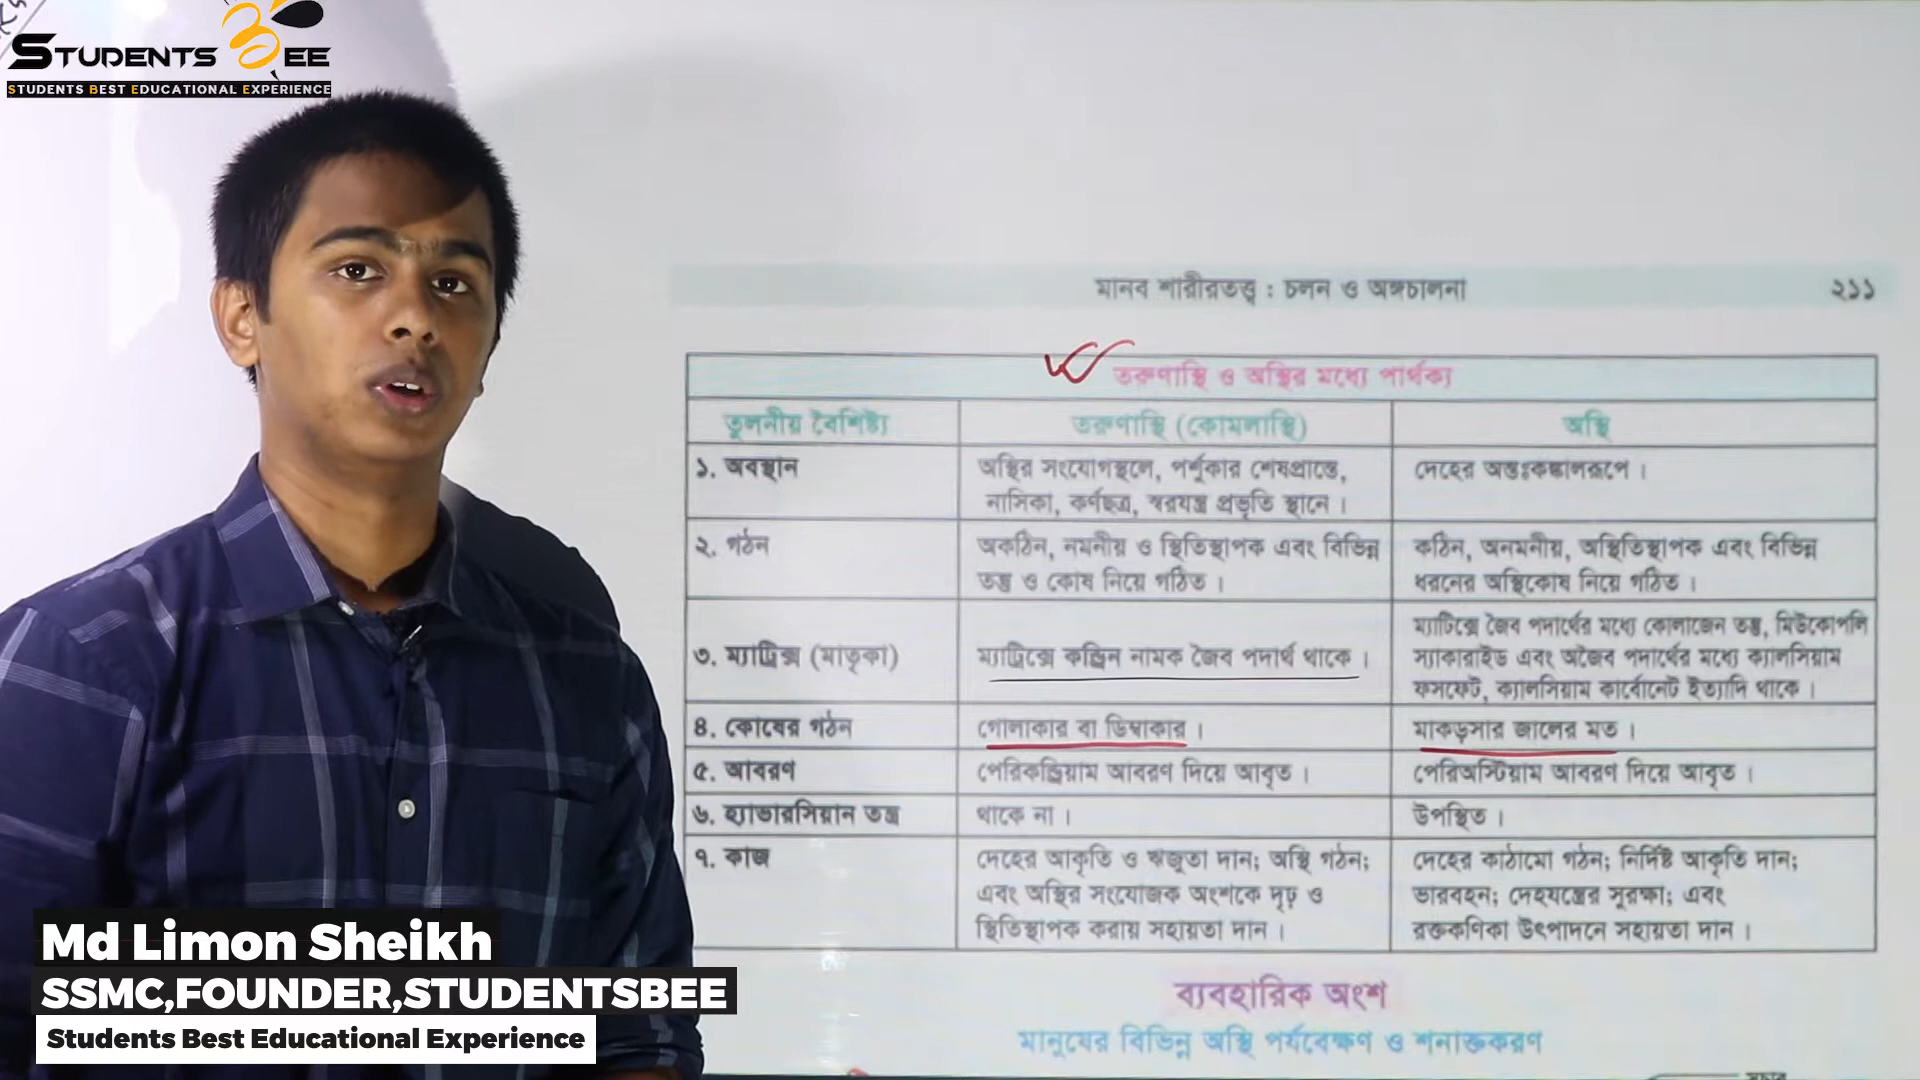 STUDENTS BEE
STUDENTS BEST EDUCATIONAL EXPERIENCE
মানব শারীরতত্ত্ব : চলন ও অঙ্গচালনা ২১১
তরুণাস্থি ও অস্থির মধ্যে পার্থক্য
তুলনীয় বৈশিষ্ট্য তরুণাস্থি (কোমলাস্থি) অস্থি
১. অবস্থান
অস্থির সংযোগস্থলে, পর্শুকার শেষপ্রান্তে,
নাসিকা, কর্ণছত্র, স্বরযন্ত্র প্রভৃতি স্থানে।
দেহের অন্তঃকঙ্কালরূপে।
২. গঠন
অকঠিন, নমনীয় ও স্থিতিস্থাপক এবং বিভিন্ন
তন্তু ও কোষ নিয়ে গঠিত।
কঠিন, অনমনীয়, অস্থিতিস্থাপক এবং বিভিন্ন
ধরনের অস্থিকোষ নিয়ে গঠিত।
৩. ম্যাট্রিক্স (মাতৃকা)
ম্যাট্রিক্সে কন্ড্রিন নামক জৈব পদার্থ থাকে।
ম্যাটিক্সে জৈব পদার্থের মধ্যে কোলাজেন তন্তু, মিউকোপলি
স্যাকারাইড এবং অজৈব পদার্থের মধ্যে ক্যালসিয়াম
ফসফেট, ক্যালসিয়াম কার্বোনেট ইত্যাদি থাকে।
৪. কোষের গঠন
গোলাকার বা ডিম্বাকার।
মাকড়সার জালের মত।
৫. আবরণ
পেরিকন্ড্রিয়াম আবরণ দিয়ে আবৃত।
পেরিঅস্টিয়াম আবরণ দিয়ে আবৃত।
৬. হ্যাভারসিয়ান তন্ত্র
থাকে না।
উপস্থিত।
৭. কাজ
দেহের আকৃতি ও ঋজুতা দান; অস্থি গঠন;
এবং অস্থির সংযোজক অংশকে দৃঢ় ও
স্থিতিস্থাপক করায় সহায়তা দান।
দেহের কাঠামো গঠন; নির্দিষ্ট আকৃতি দান;
ভারবহন; দেহযন্ত্রের সুরক্ষা; এবং
রক্তকণিকা উৎপাদনে সহায়তা দান।
ব্যবহারিক অংশ
মানুষের বিভিন্ন অস্থি পর্যবেক্ষণ ও শনাক্তকরণ
Md Limon Sheikh
SSMC,FOUNDER,STUDENTSBEE
Students Best Educational Experience